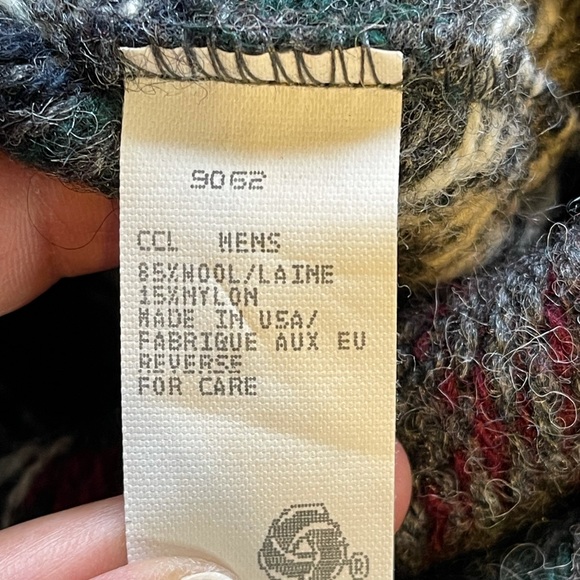 9062
CCL MENS
85%WOOL/LAINE
15%NYLON
MADE IN USA/
FABRIQUE AUX EU
REVERSE
FOR CARE
®